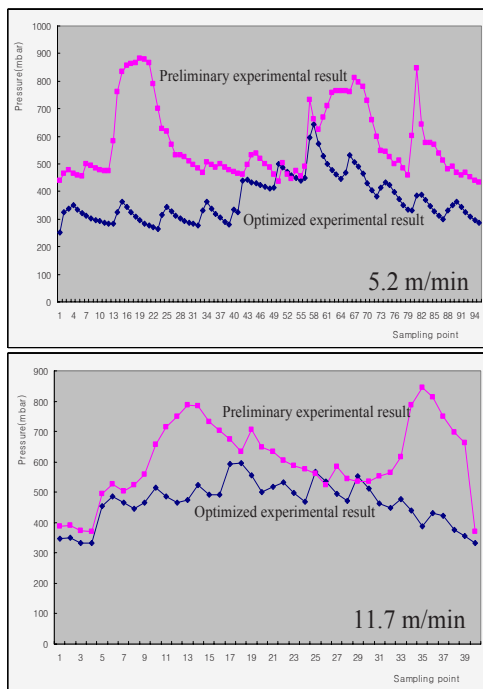 Pressure(mbar)
1000
900
800
700
600
500
400
300
200
100
0
Preliminary experimental result
Optimized experimental result
5.2 m/min
1 4 7 10 13 16 19 22 25 28 31 34 37 40 43 46 49 52 55 58 61 64 67 70 73 76 79 82 85 88 91 94
Sampling point
Pressure(mbar)
900
800
700
600
500
400
300
200
100
0
Preliminary experimental result
Optimized experimental result
11.7 m/min
1 3 5 7 9 11 13 15 17 19 21 23 25 27 29 31 33 35 37 39
Sampling point